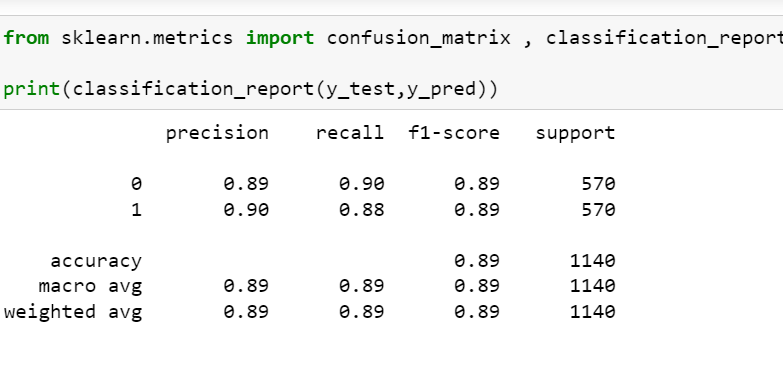 from sklearn.metrics import confusion_matrix , classification_report
print(classification_report(y_test,y_pred))
precision recall f1-score support
0 0.89 0.90 0.89 570
1 0.90 0.88 0.89 570
accuracy 0.89 1140
macro avg 0.89 0.89 0.89 1140
weighted avg 0.89 0.89 0.89 1140